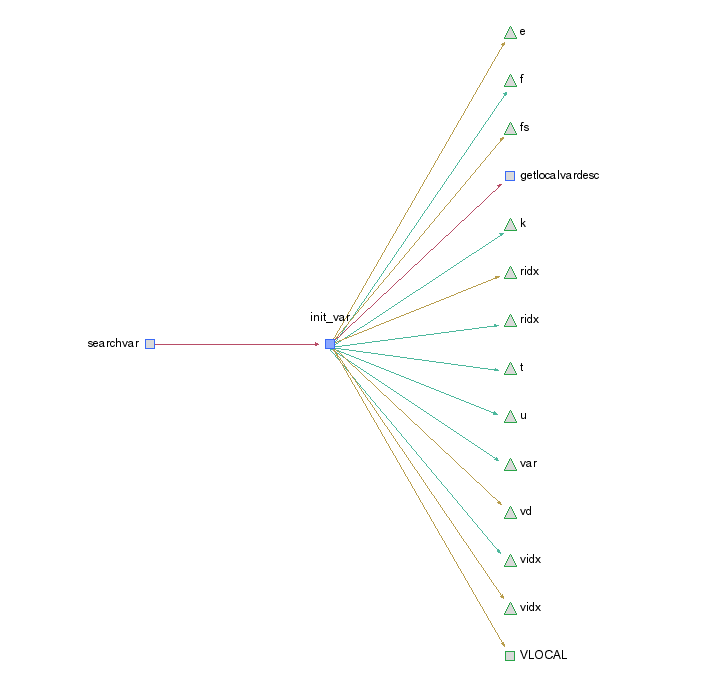 e
f
fs
getlocalvardesc
k
ridx
init_var
ridx
searchvar
t
u
var
vd
vidx
vidx
VLOCAL